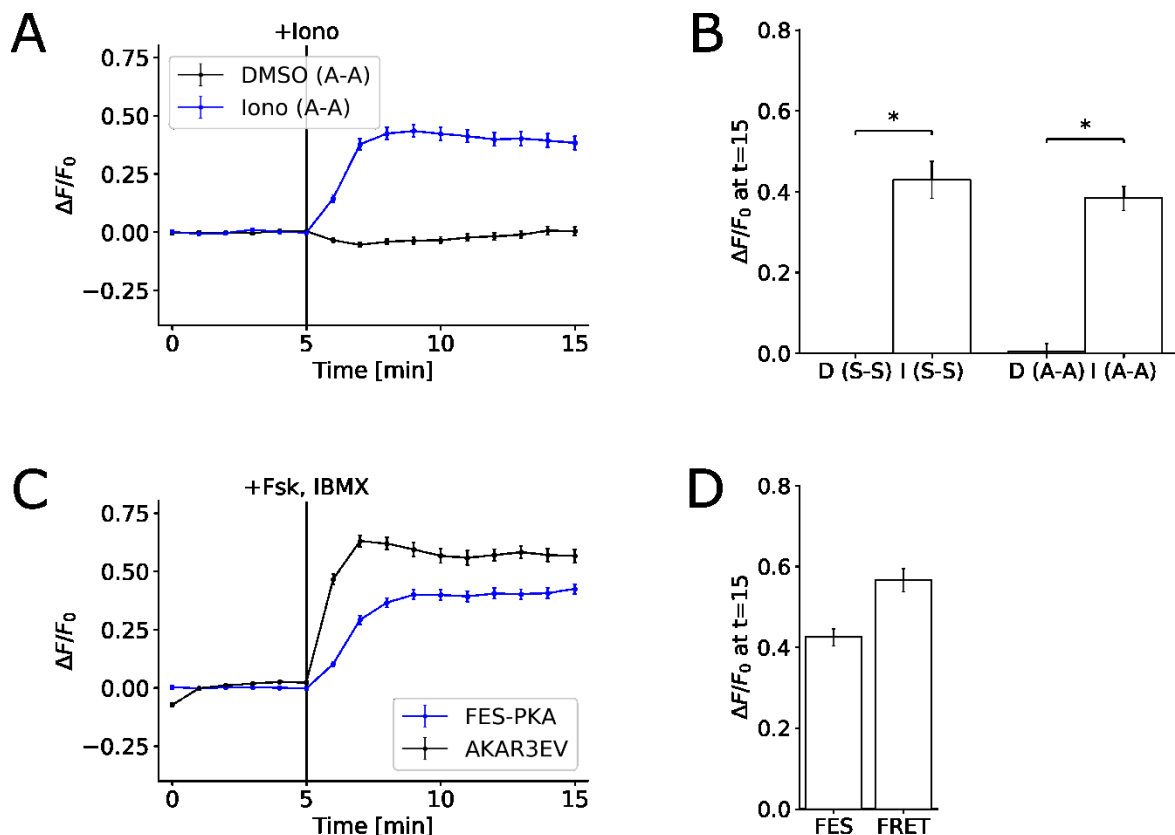 A
+Iono
DMSO (A-A)
Iono (A-A)
0.75
0.50
0.25
0.00
−0.25
ΔF/F0
0
5
10
15
Time [min]
B
0.8
0.6
0.4
0.2
0.0
ΔF/F0 at t=15
*
*
D (S-S) I (S-S)
D (A-A) I (A-A)
C
+Fsk, IBMX
0.75
0.50
0.25
0.00
−0.25
ΔF/F0
FES-PKA
AKAR3EV
0
5
10
15
Time [min]
D
0.8
0.6
0.4
0.2
0.0
ΔF/F0 at t=15
FES
FRET